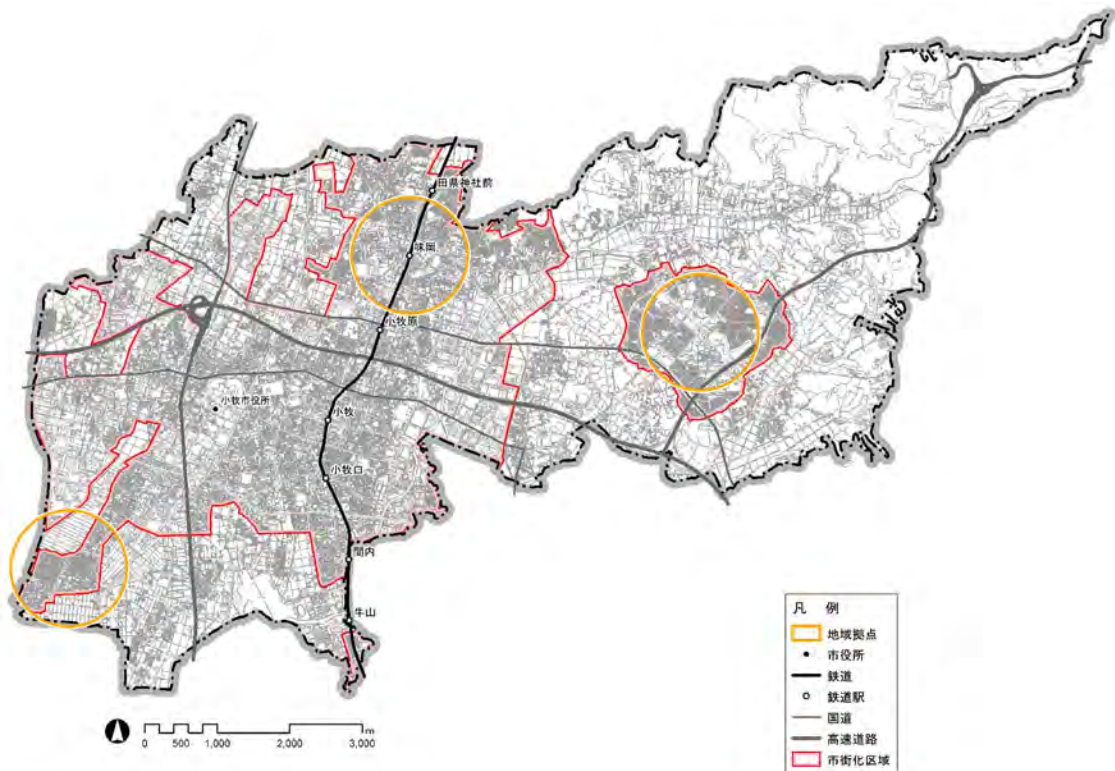 田県神社前
味岡
小牧原
小牧市役所
小牧
小牧口
間内
牛山
凡 例
地域拠点
市役所
鉄道
鉄道駅
国道
高速道路
市街化区域
0 500 1,000 2,000 3,000 m